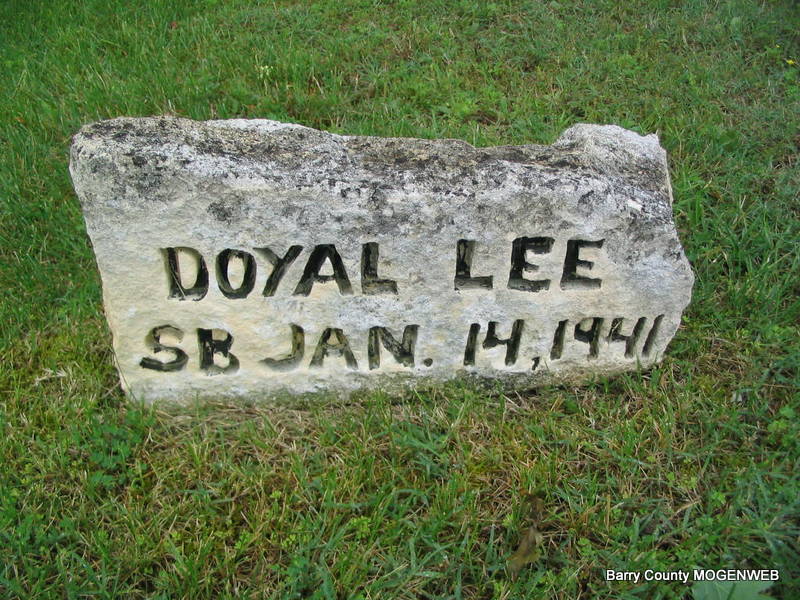 DOYAL LEE
SB JAN. 14, 1941
Barry County MOGENWEB